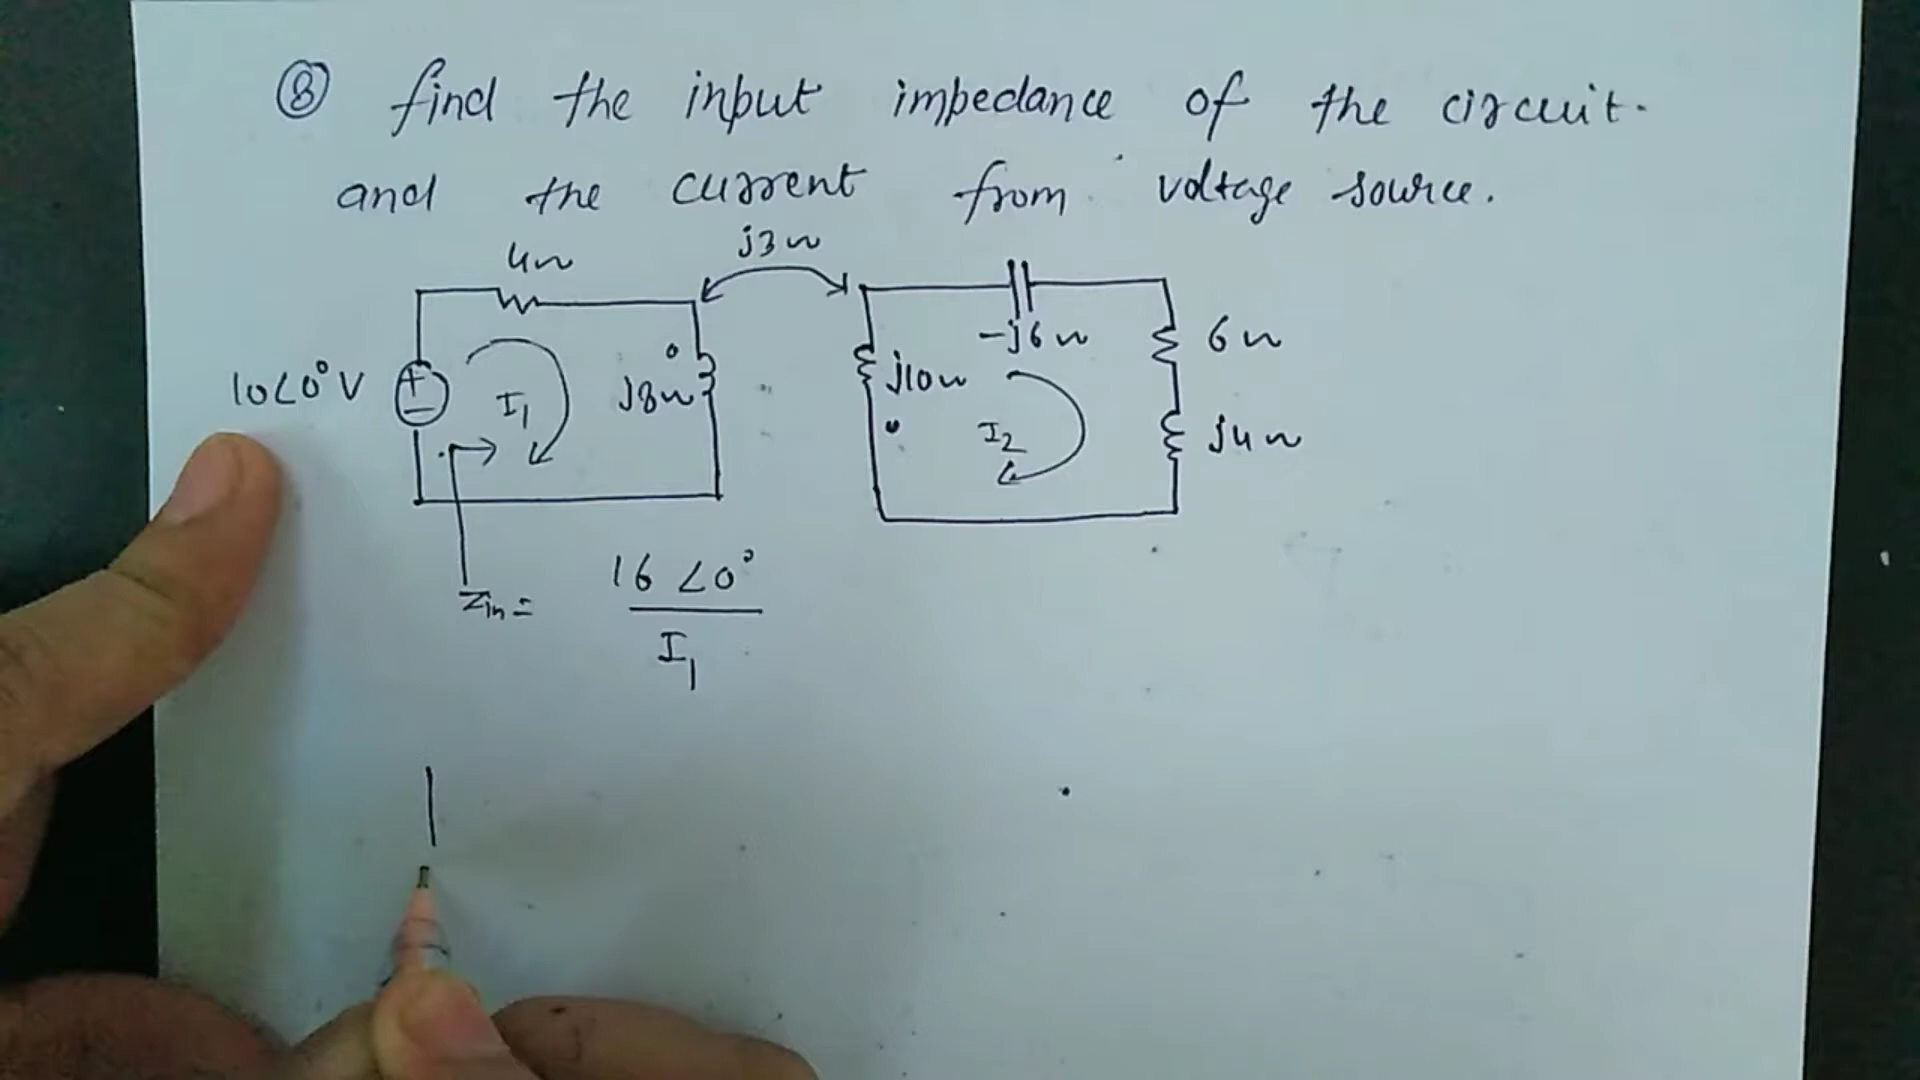 ⑧ find the input impedance of the circuit.
and the current from voltage source.
4Ω
j3Ω
10∠0° V
+
−
I₁
j8Ω
j10Ω
−j6Ω
I₂
6Ω
j4Ω
Zin = 16∠0°
I₁